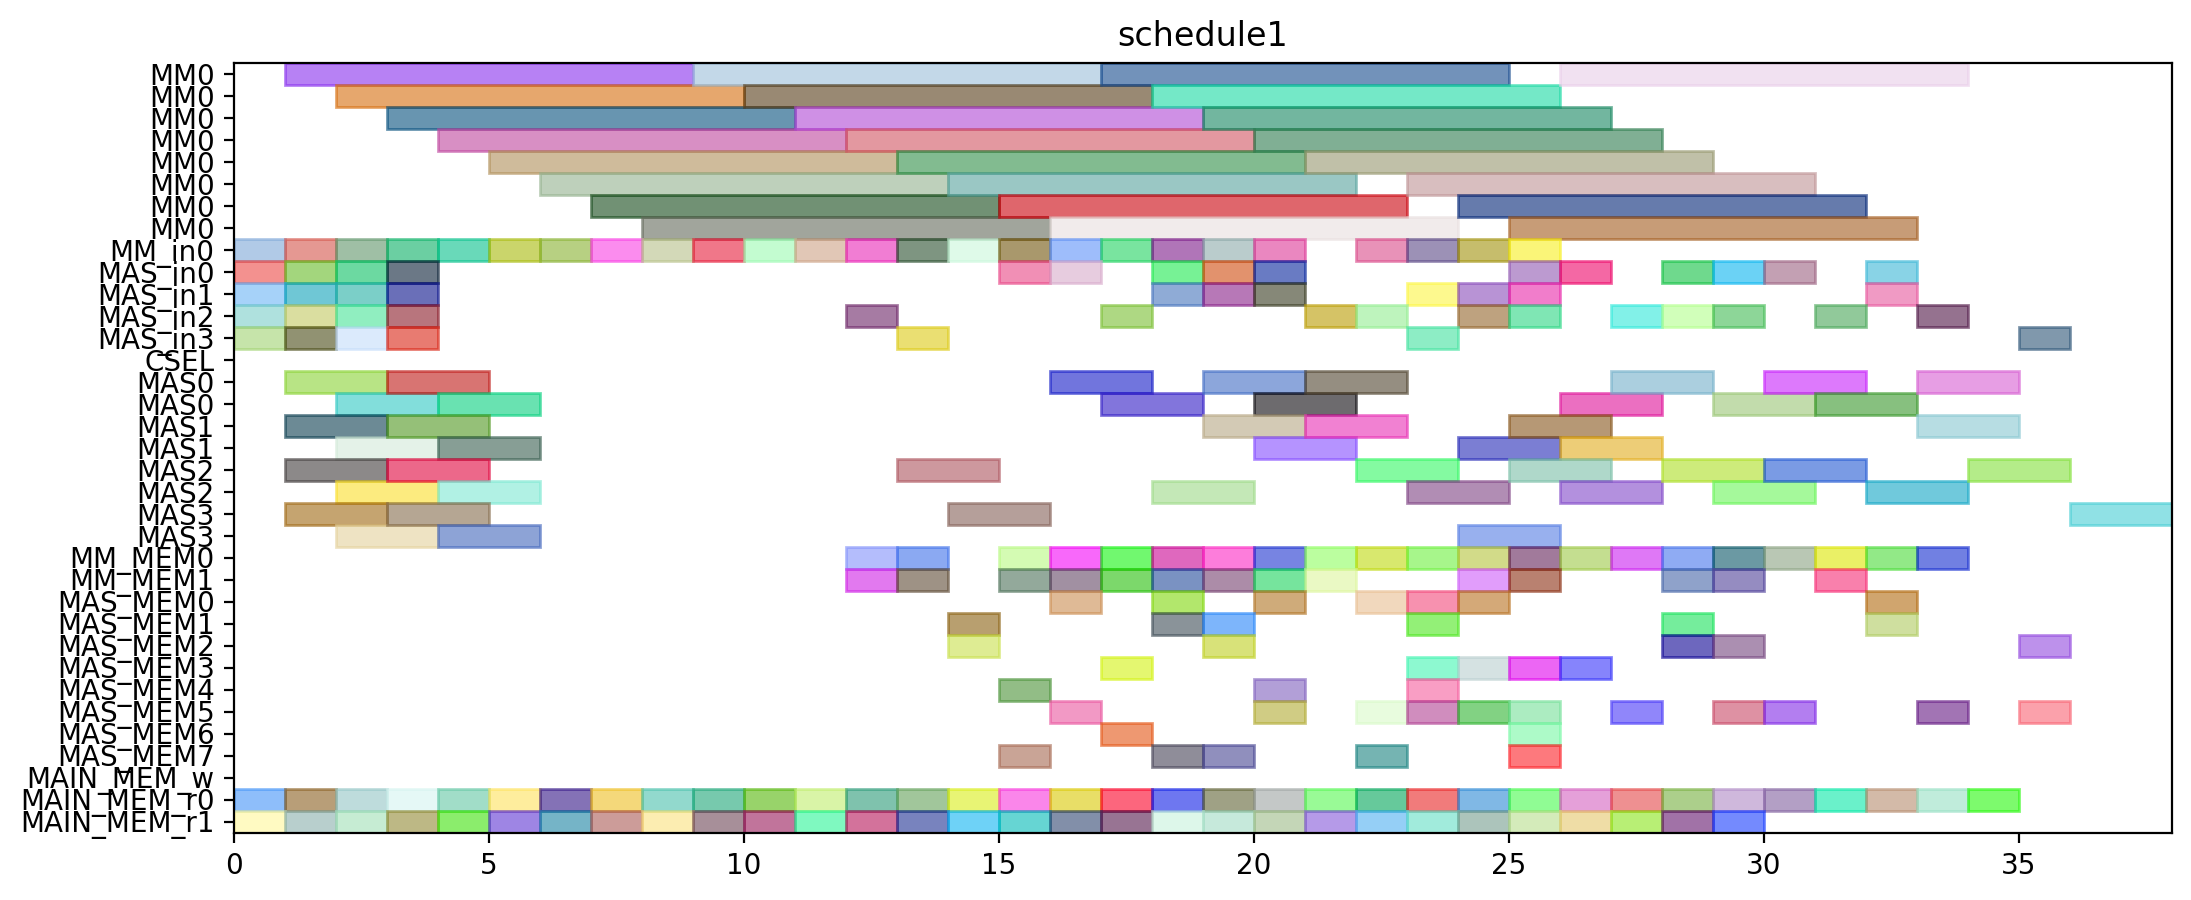 schedule1
MM0
MM0
MM0
MM0
MM0
MM0
MM0
MM0
MM_in0
MAS_in0
MAS_in1
MAS_in2
MAS_in3
CSEL
MAS0
MAS0
MAS1
MAS1
MAS2
MAS2
MAS3
MAS3
MM_MEM0
MM_MEM1
MAS_MEM0
MAS_MEM1
MAS_MEM2
MAS_MEM3
MAS_MEM4
MAS_MEM5
MAS_MEM6
MAS_MEM7
MAIN_MEM_w
MAIN_MEM_r0
MAIN_MEM_r1
0 5 10 15 20 25 30 35